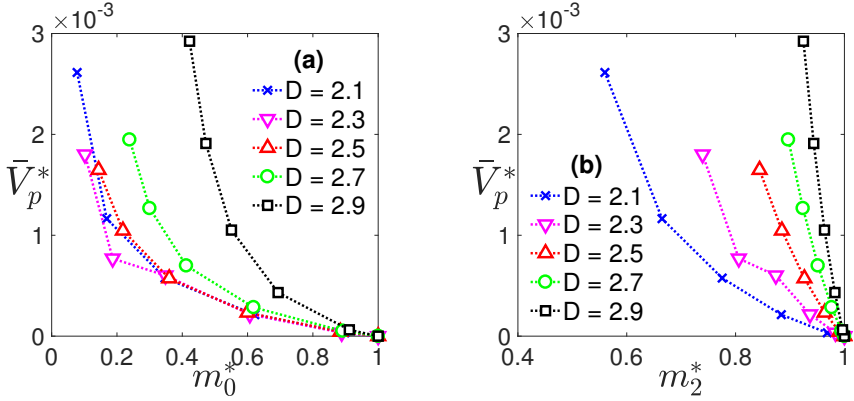 ×10⁻³
3
2
1
0
V̄ₚ*
(a)
D = 2.1
D = 2.3
D = 2.5
D = 2.7
D = 2.9
0 0.2 0.4 0.6 0.8 1
m₀*
×10⁻³
3
2
1
0
V̄ₚ*
(b)
D = 2.1
D = 2.3
D = 2.5
D = 2.7
D = 2.9
0.4 0.6 0.8 1
m₂*